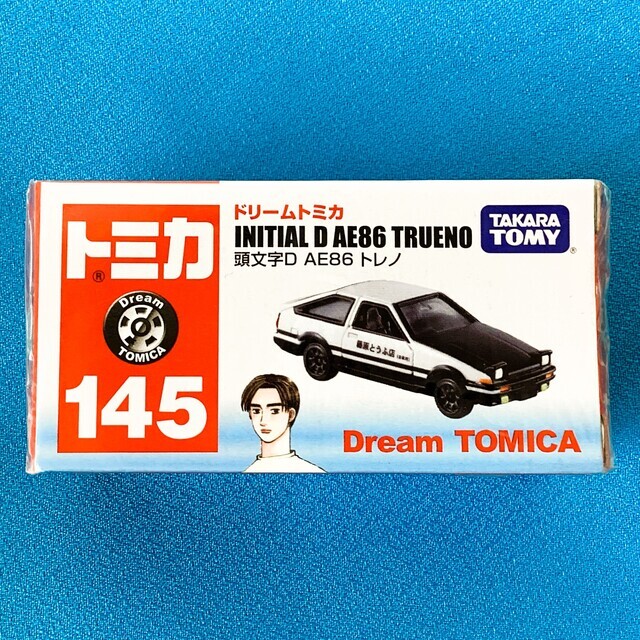 トミカ
®
Dream
TOMICA
145
ドリームトミカ
INITIAL D AE86 TRUENO
頭文字D AE86 トレノ
TAKARA
TOMY®
藤原とうふ店
Dream TOMICA